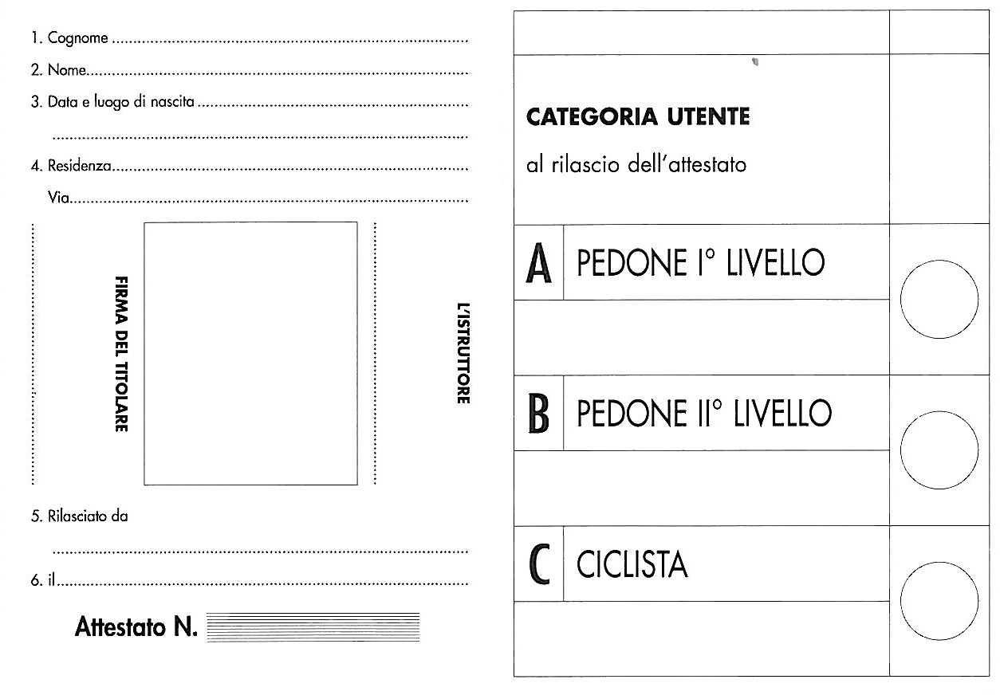 1. Cognome
2. Nome
3. Data e luogo di nascita
4. Residenza
Via
FIRMA DEL TITOLARE
L'ISTRUTTORE
5. Rilasciato da
6. il
Attestato N.
CATEGORIA UTENTE
al rilascio dell'attestato
A PEDONE I° LIVELLO
B PEDONE II° LIVELLO
C CICLISTA